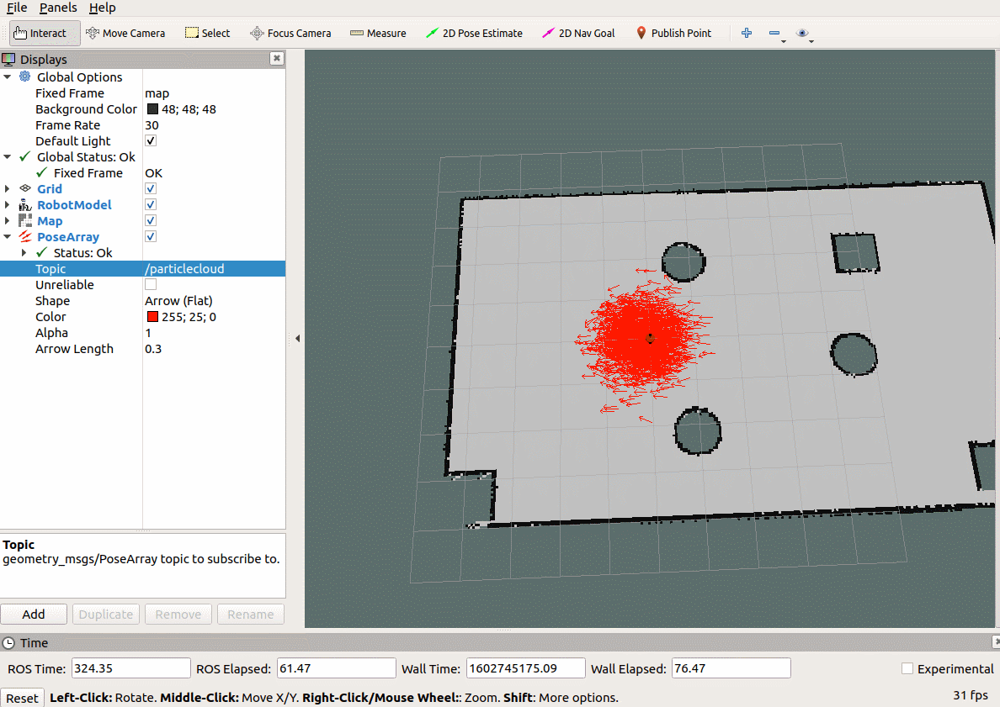 File Panels Help
Interact Move Camera Select Focus Camera Measure 2D Pose Estimate 2D Nav Goal Publish Point
Displays
Global Options
Fixed Frame map
Background Color 48; 48; 48
Frame Rate 30
Default Light
Global Status: Ok
Fixed Frame OK
Grid
RobotModel
Map
PoseArray
Status: Ok
Topic /particlecloud
Unreliable
Shape Arrow (Flat)
Color 255; 25; 0
Alpha 1
Arrow Length 0.3
Topic
geometry_msgs/PoseArray topic to subscribe to.
Add Duplicate Remove Rename
Time
ROS Time: 324.35 ROS Elapsed: 61.47 Wall Time: 1602745175.09 Wall Elapsed: 76.47 Experimental
Reset Left-Click: Rotate. Middle-Click: Move X/Y. Right-Click/Mouse Wheel:: Zoom. Shift: More options. 31 fps